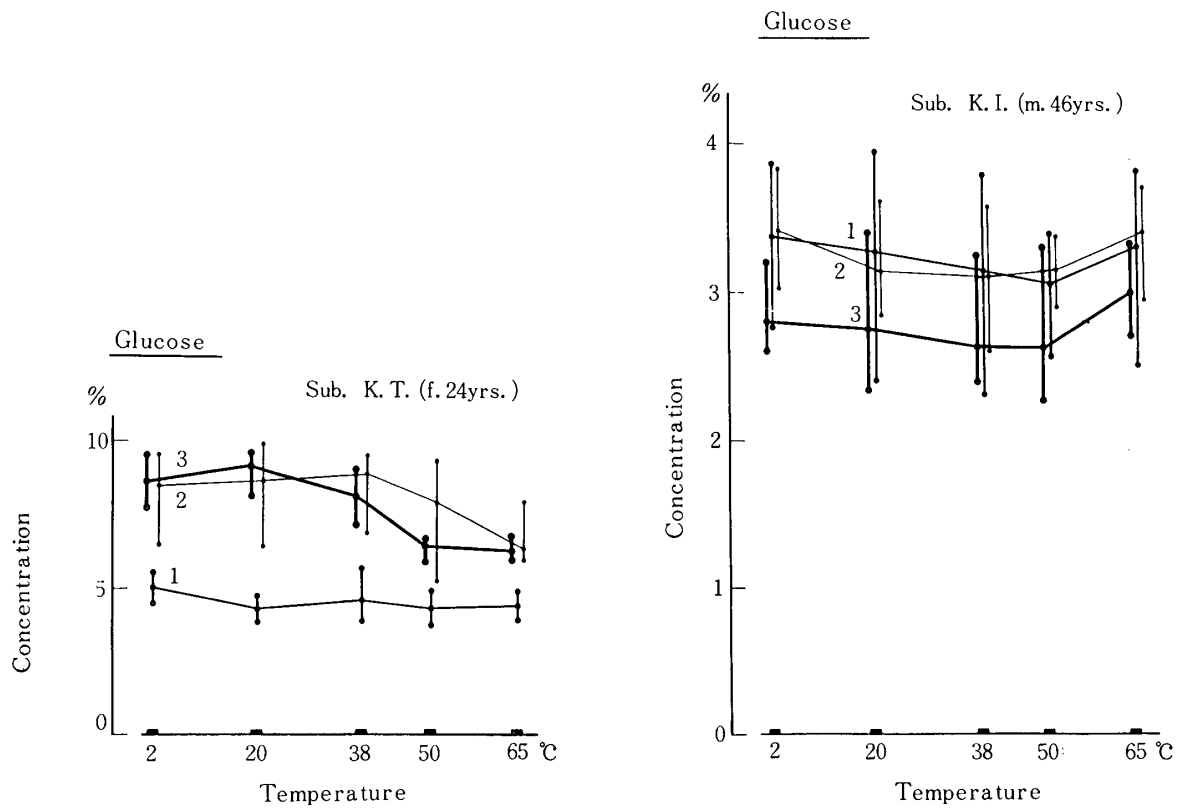 Glucose
%
Sub. K. T. (f. 24yrs.)
10
5
0
3
2
1
Concentration
2 20 38 50 65 ℃
Temperature
Glucose
%
Sub. K. I. (m. 46yrs.)
4
3
2
1
0
1
2
3
Concentration
2 20 38 50 65 ℃
Temperature